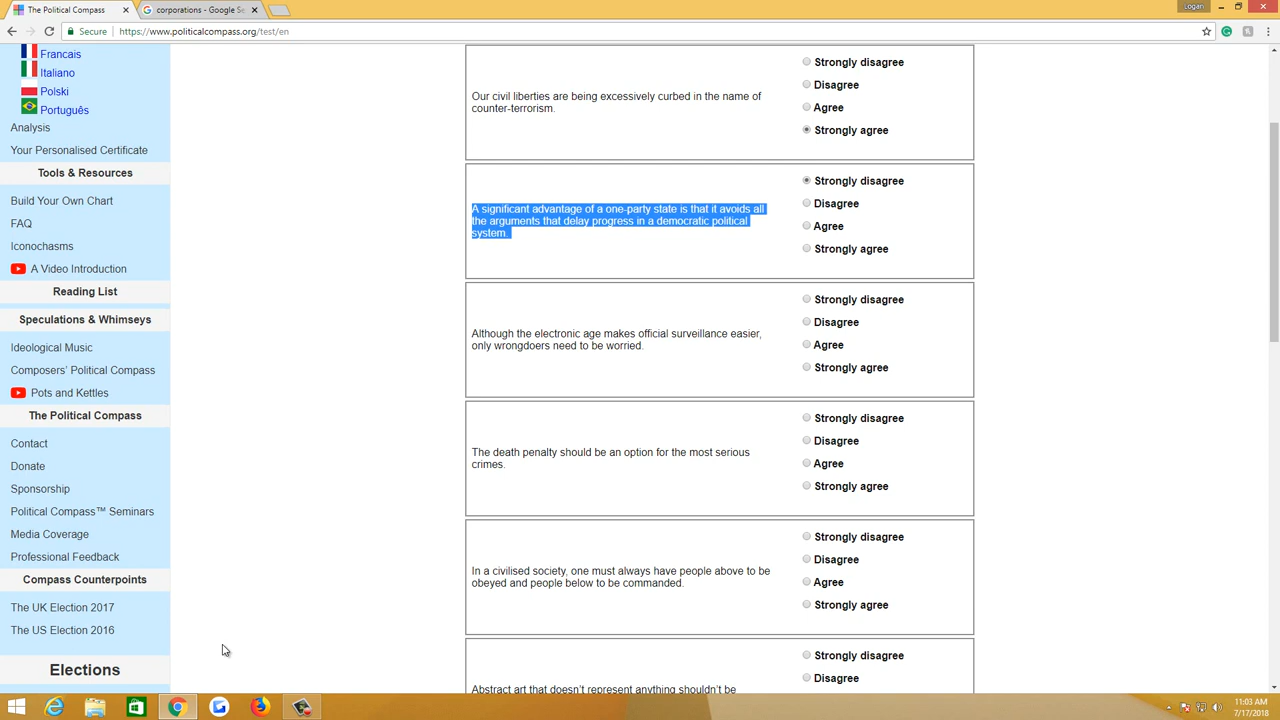 The Political Compass
corporations - Google Se
Logan
Secure
https://www.politicalcompass.org/test/en
Francais
Italiano
Polski
Português
Analysis
Your Personalised Certificate
Tools & Resources
Build Your Own Chart
FAQ
Iconochasms
A Video Introduction
Reading List
Speculations & Whimseys
Ideological Music
Composers' Political Compass
Pots and Kettles
The Political Compass
Contact
Donate
Sponsorship
Political Compass™ Seminars
Media Coverage
Professional Feedback
Compass Counterpoints
The UK Election 2017
The US Election 2016
Elections
Our civil liberties are being excessively curbed in the name of
counter-terrorism.
Strongly disagree
Disagree
Agree
Strongly agree
A significant advantage of a one-party state is that it avoids all
the arguments that delay progress in a democratic political
system.
Strongly disagree
Disagree
Agree
Strongly agree
Although the electronic age makes official surveillance easier,
only wrongdoers need to be worried.
Strongly disagree
Disagree
Agree
Strongly agree
The death penalty should be an option for the most serious
crimes.
Strongly disagree
Disagree
Agree
Strongly agree
In a civilised society, one must always have people above to be
obeyed and people below to be commanded.
Strongly disagree
Disagree
Agree
Strongly agree
Abstract art that doesn't represent anything shouldn't be
Strongly disagree
Disagree
11:03 AM
7/17/2018